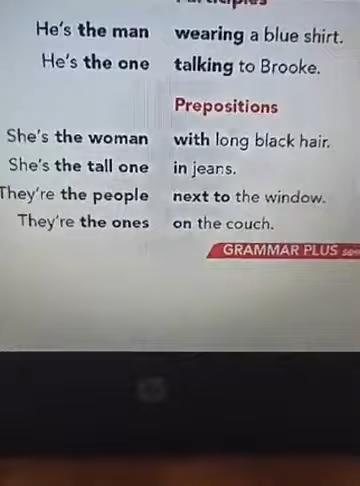 Participles
He's the man wearing a blue shirt.
He's the one talking to Brooke.
Prepositions
She's the woman with long black hair.
She's the tall one in jeans.
They're the people next to the window.
They're the ones on the couch.
GRAMMAR PLUS